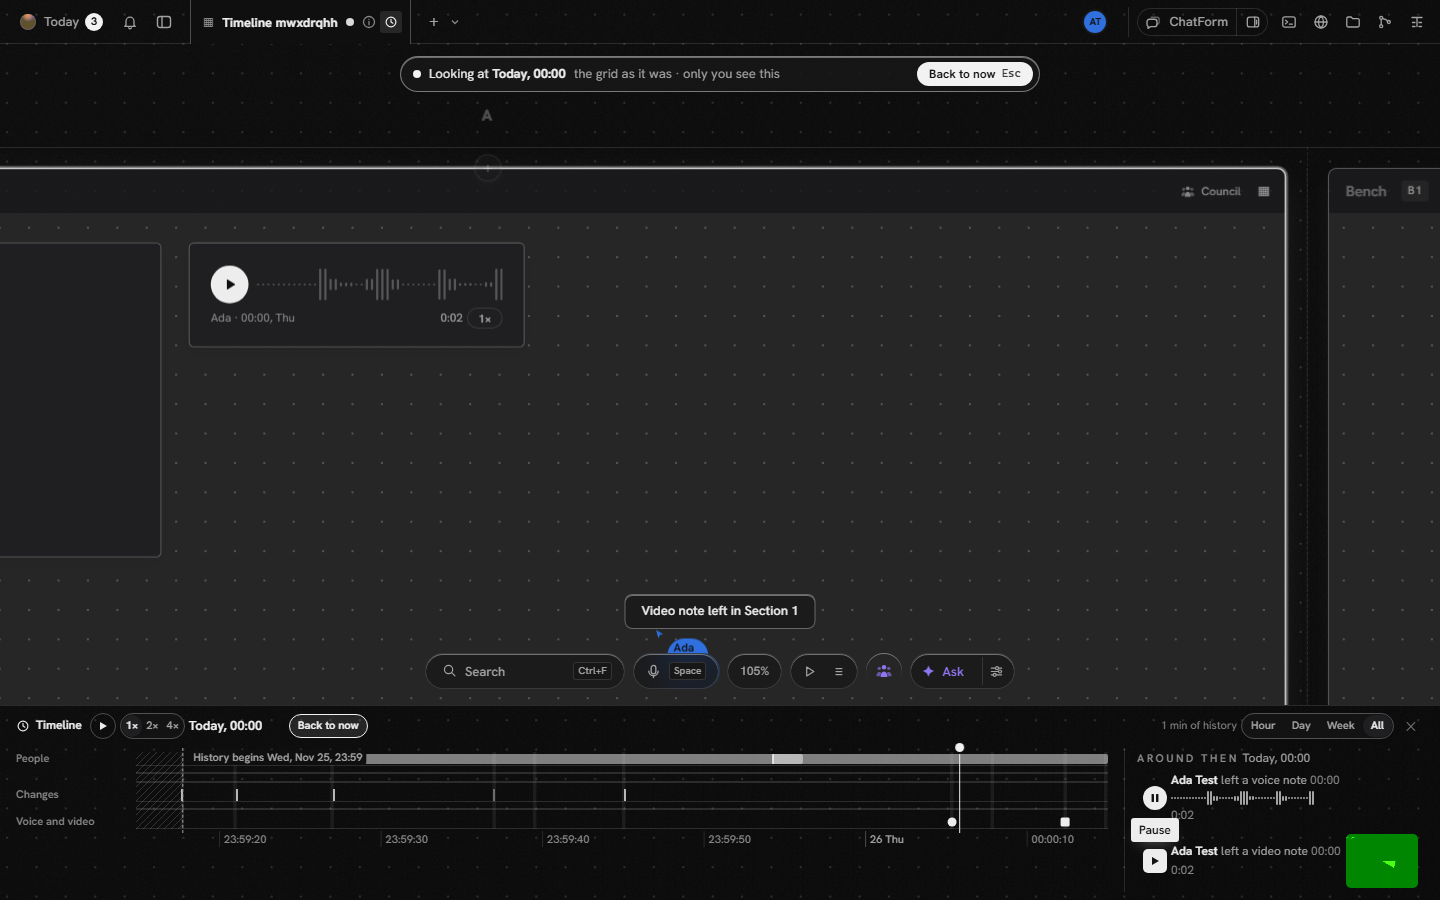 Today 3
Timeline mwxdrqhh
AT
ChatForm
Looking at Today, 00:00 the grid as it was · only you see this
Back to now Esc
A
Council
Bench B1
Ada · 00:00, Thu
0:02 1×
Video note left in Section 1
Ada
Search Ctrl+F
Space
105%
Ask
Timeline
1× 2× 4×
Today, 00:00
Back to now
1 min of history
Hour Day Week All
People
History begins Wed, Nov 25, 23:59
Changes
Voice and video
23:59:20 23:59:30 23:59:40 23:59:50 26 Thu 00:00:10
AROUND THEN Today, 00:00
Ada Test left a voice note 00:00
0:02
Pause
Ada Test left a video note 00:00
0:02